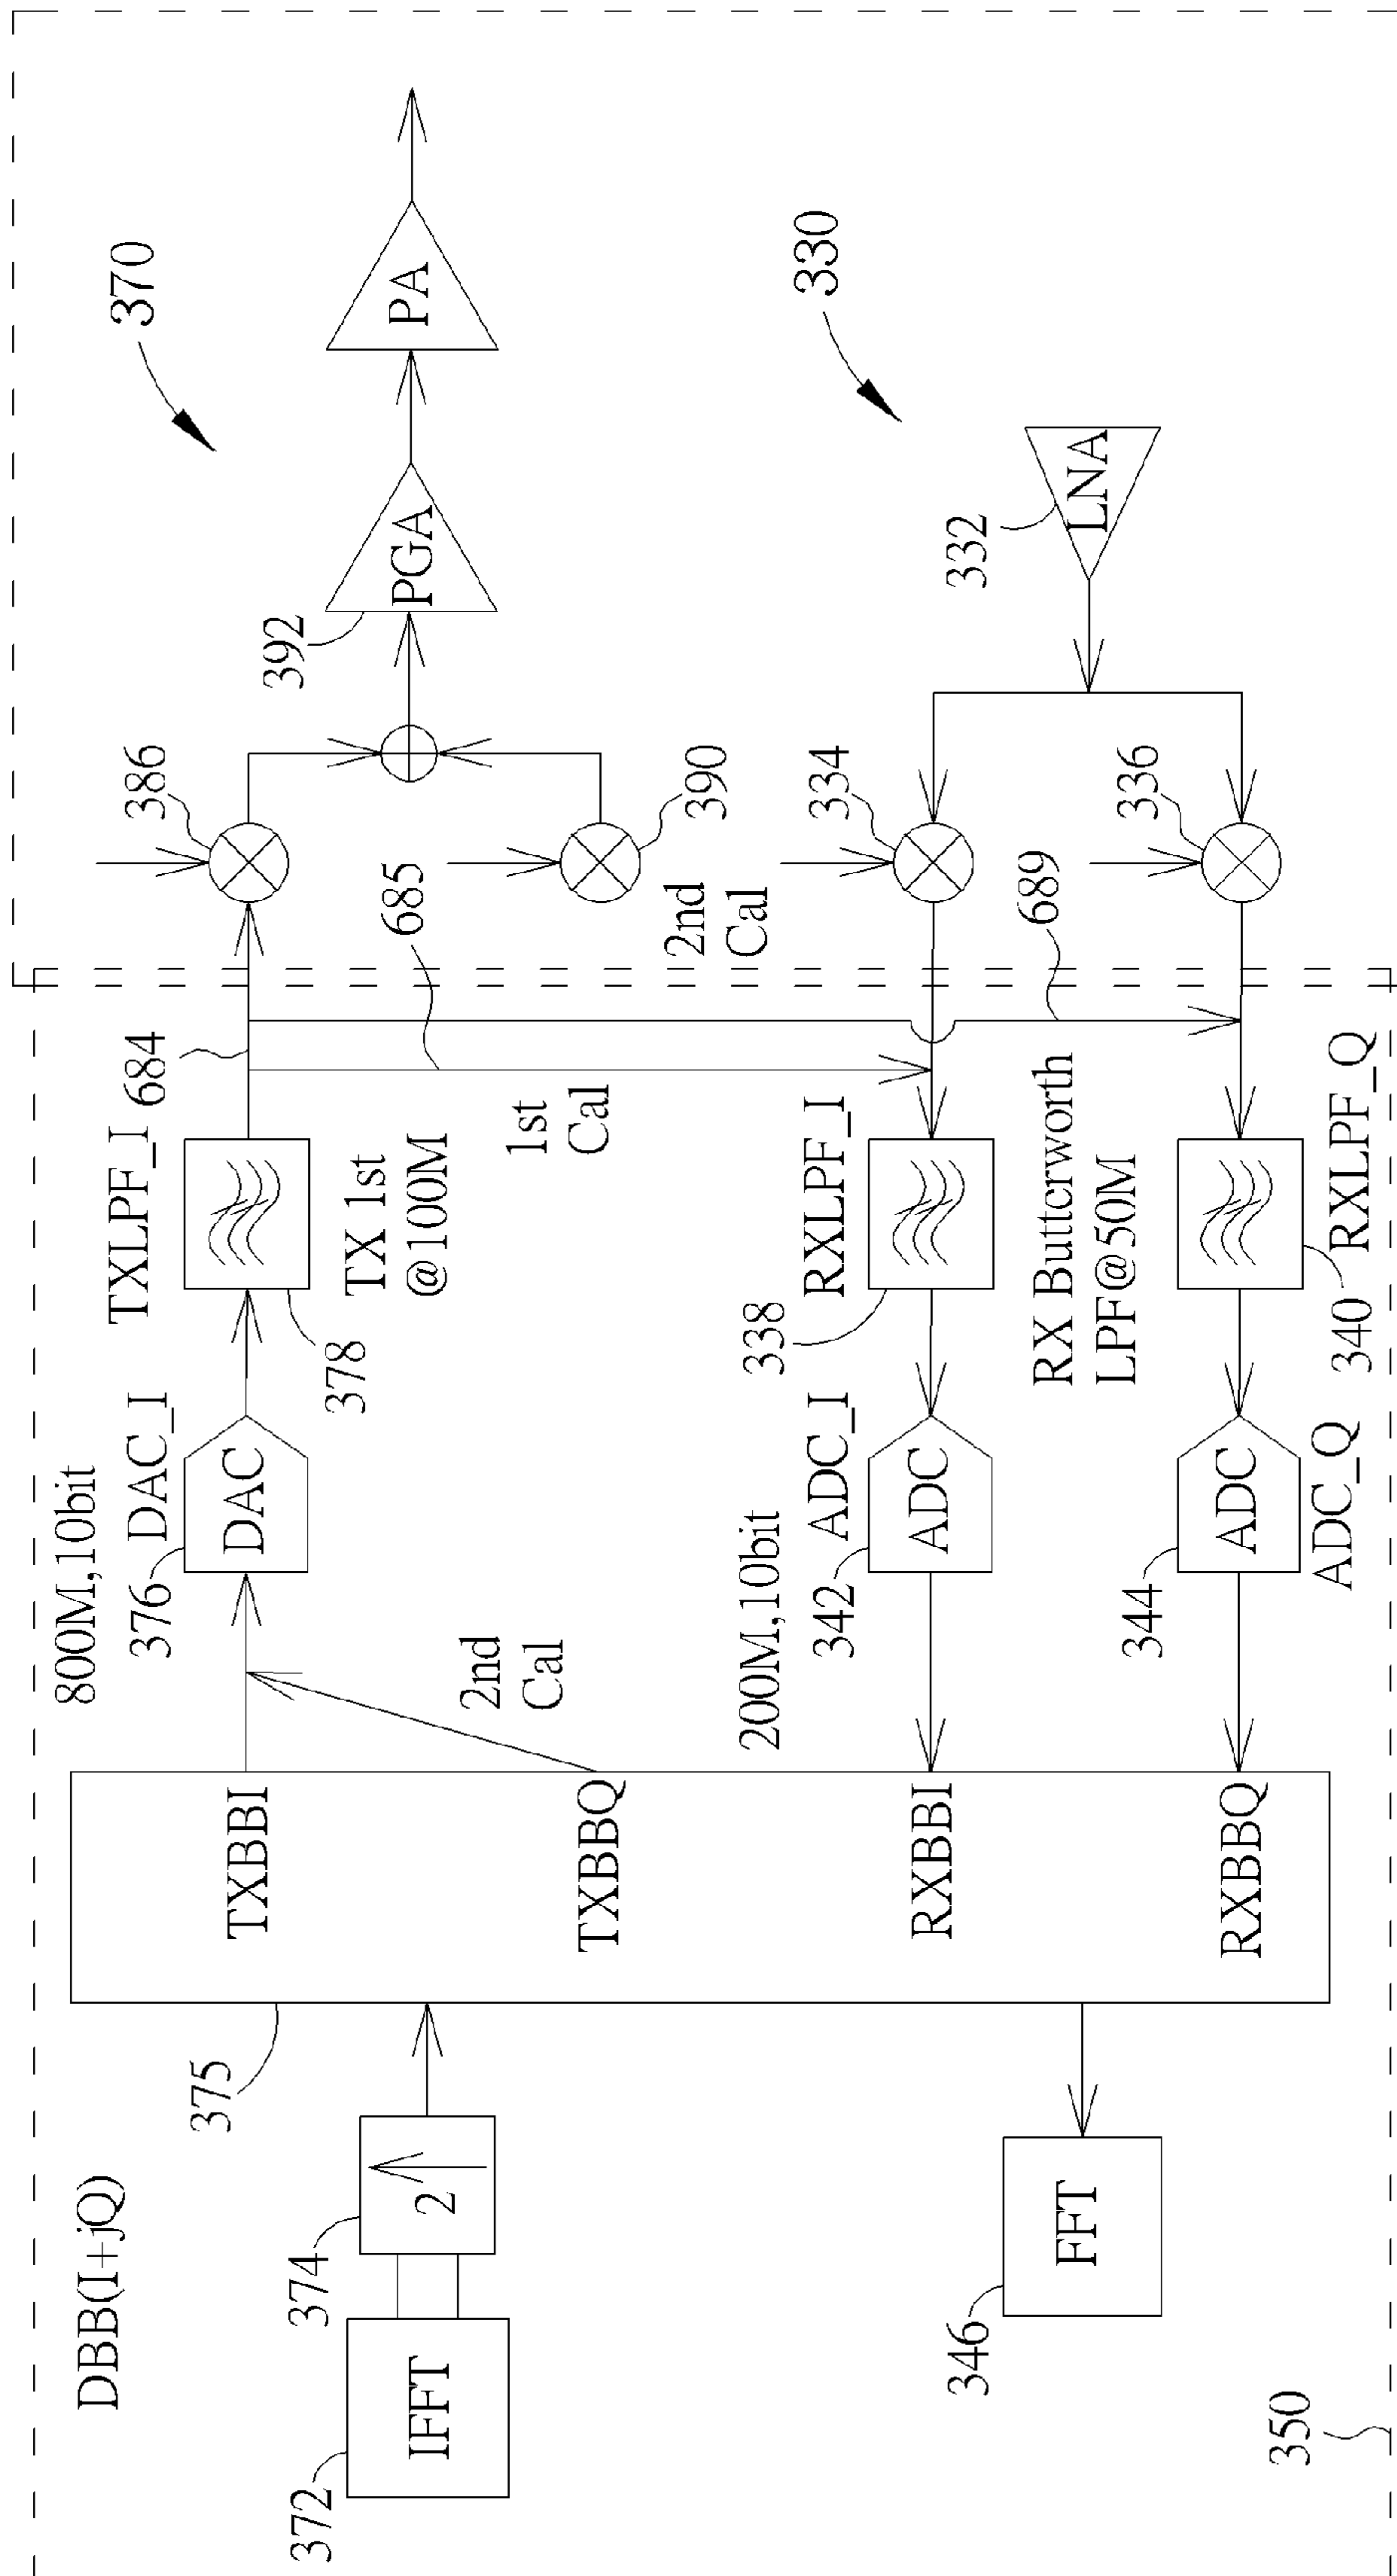 DBB(I+jQ)
372
IFFT
374
2
375
TXBBI
TXBBQ
RXBBI
RXBBQ
346
FFT
350
800M,10bit
376
DAC_I
DAC
2nd
Cal
TXLPF_I
378
TX 1st
@100M
684
1st
Cal
685
2nd
Cal
689
200M,10bit
342
ADC_I
ADC
338
RXLPF_I
RX Butterworth
LPF@50M
344
ADC
ADC_Q
340
RXLPF_Q
386
390
392
PGA
PA
370
334
336
332
LNA
330